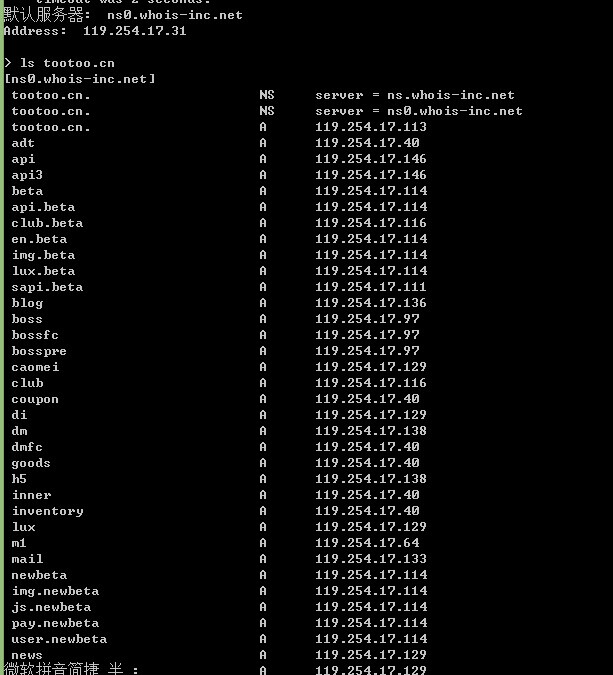 timeout was 2 seconds.
默认服务器:  ns0.whois-inc.net
Address:  119.254.17.31
> ls tootoo.cn
[ns0.whois-inc.net]
tootoo.cn. NS server = ns.whois-inc.net
tootoo.cn. NS server = ns0.whois-inc.net
tootoo.cn. A 119.254.17.113
adt A 119.254.17.40
api A 119.254.17.146
api3 A 119.254.17.146
beta A 119.254.17.114
api.beta A 119.254.17.114
club.beta A 119.254.17.116
en.beta A 119.254.17.114
img.beta A 119.254.17.114
lux.beta A 119.254.17.114
sapi.beta A 119.254.17.111
blog A 119.254.17.136
boss A 119.254.17.97
bossfc A 119.254.17.97
bosspre A 119.254.17.97
caomei A 119.254.17.129
club A 119.254.17.116
coupon A 119.254.17.40
di A 119.254.17.129
dm A 119.254.17.138
dmfc A 119.254.17.40
goods A 119.254.17.40
h5 A 119.254.17.138
inner A 119.254.17.40
inventory A 119.254.17.40
lux A 119.254.17.129
m1 A 119.254.17.64
mail A 119.254.17.133
newbeta A 119.254.17.114
img.newbeta A 119.254.17.114
js.newbeta A 119.254.17.114
pay.newbeta A 119.254.17.114
user.newbeta A 119.254.17.114
news A 119.254.17.129
微软拼音简捷 半 : A 119.254.17.129